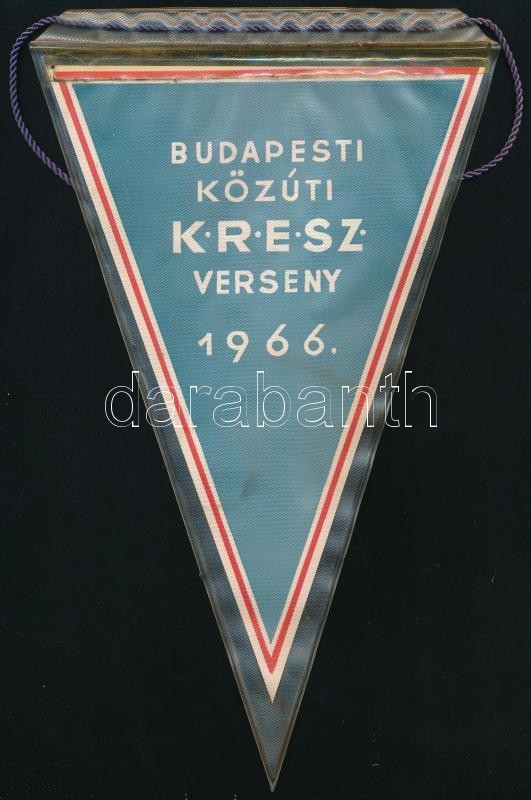 BUDAPESTI
KÖZÚTI
K·R·E·SZ·
VERSENY
1966.
darabanth